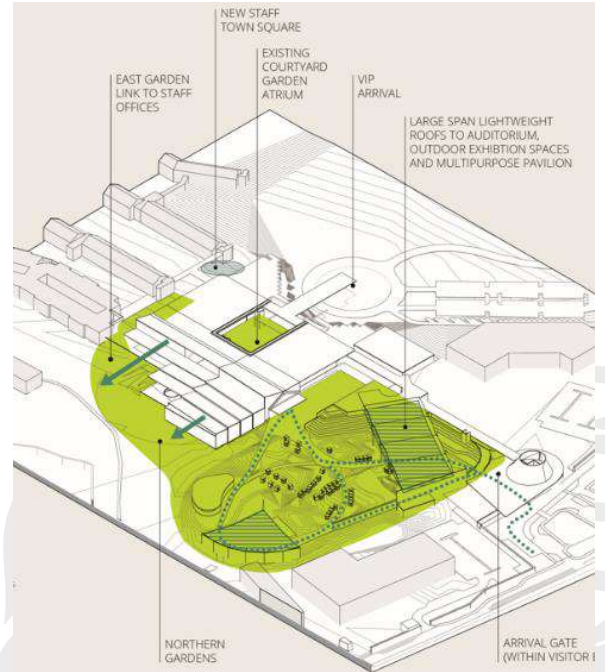 NEW STAFF
TOWN SQUARE
EXISTING
COURTYARD
GARDEN
ATRIUM
EAST GARDEN
LINK TO STAFF
OFFICES
VIP
ARRIVAL
LARGE SPAN LIGHTWEIGHT
ROOFS TO AUDITORIUM,
OUTDOOR EXHIBTION SPACES
AND MULTIPURPOSE PAVILION
NORTHERN
GARDENS
ARRIVAL GATE
(WITHIN VISITOR